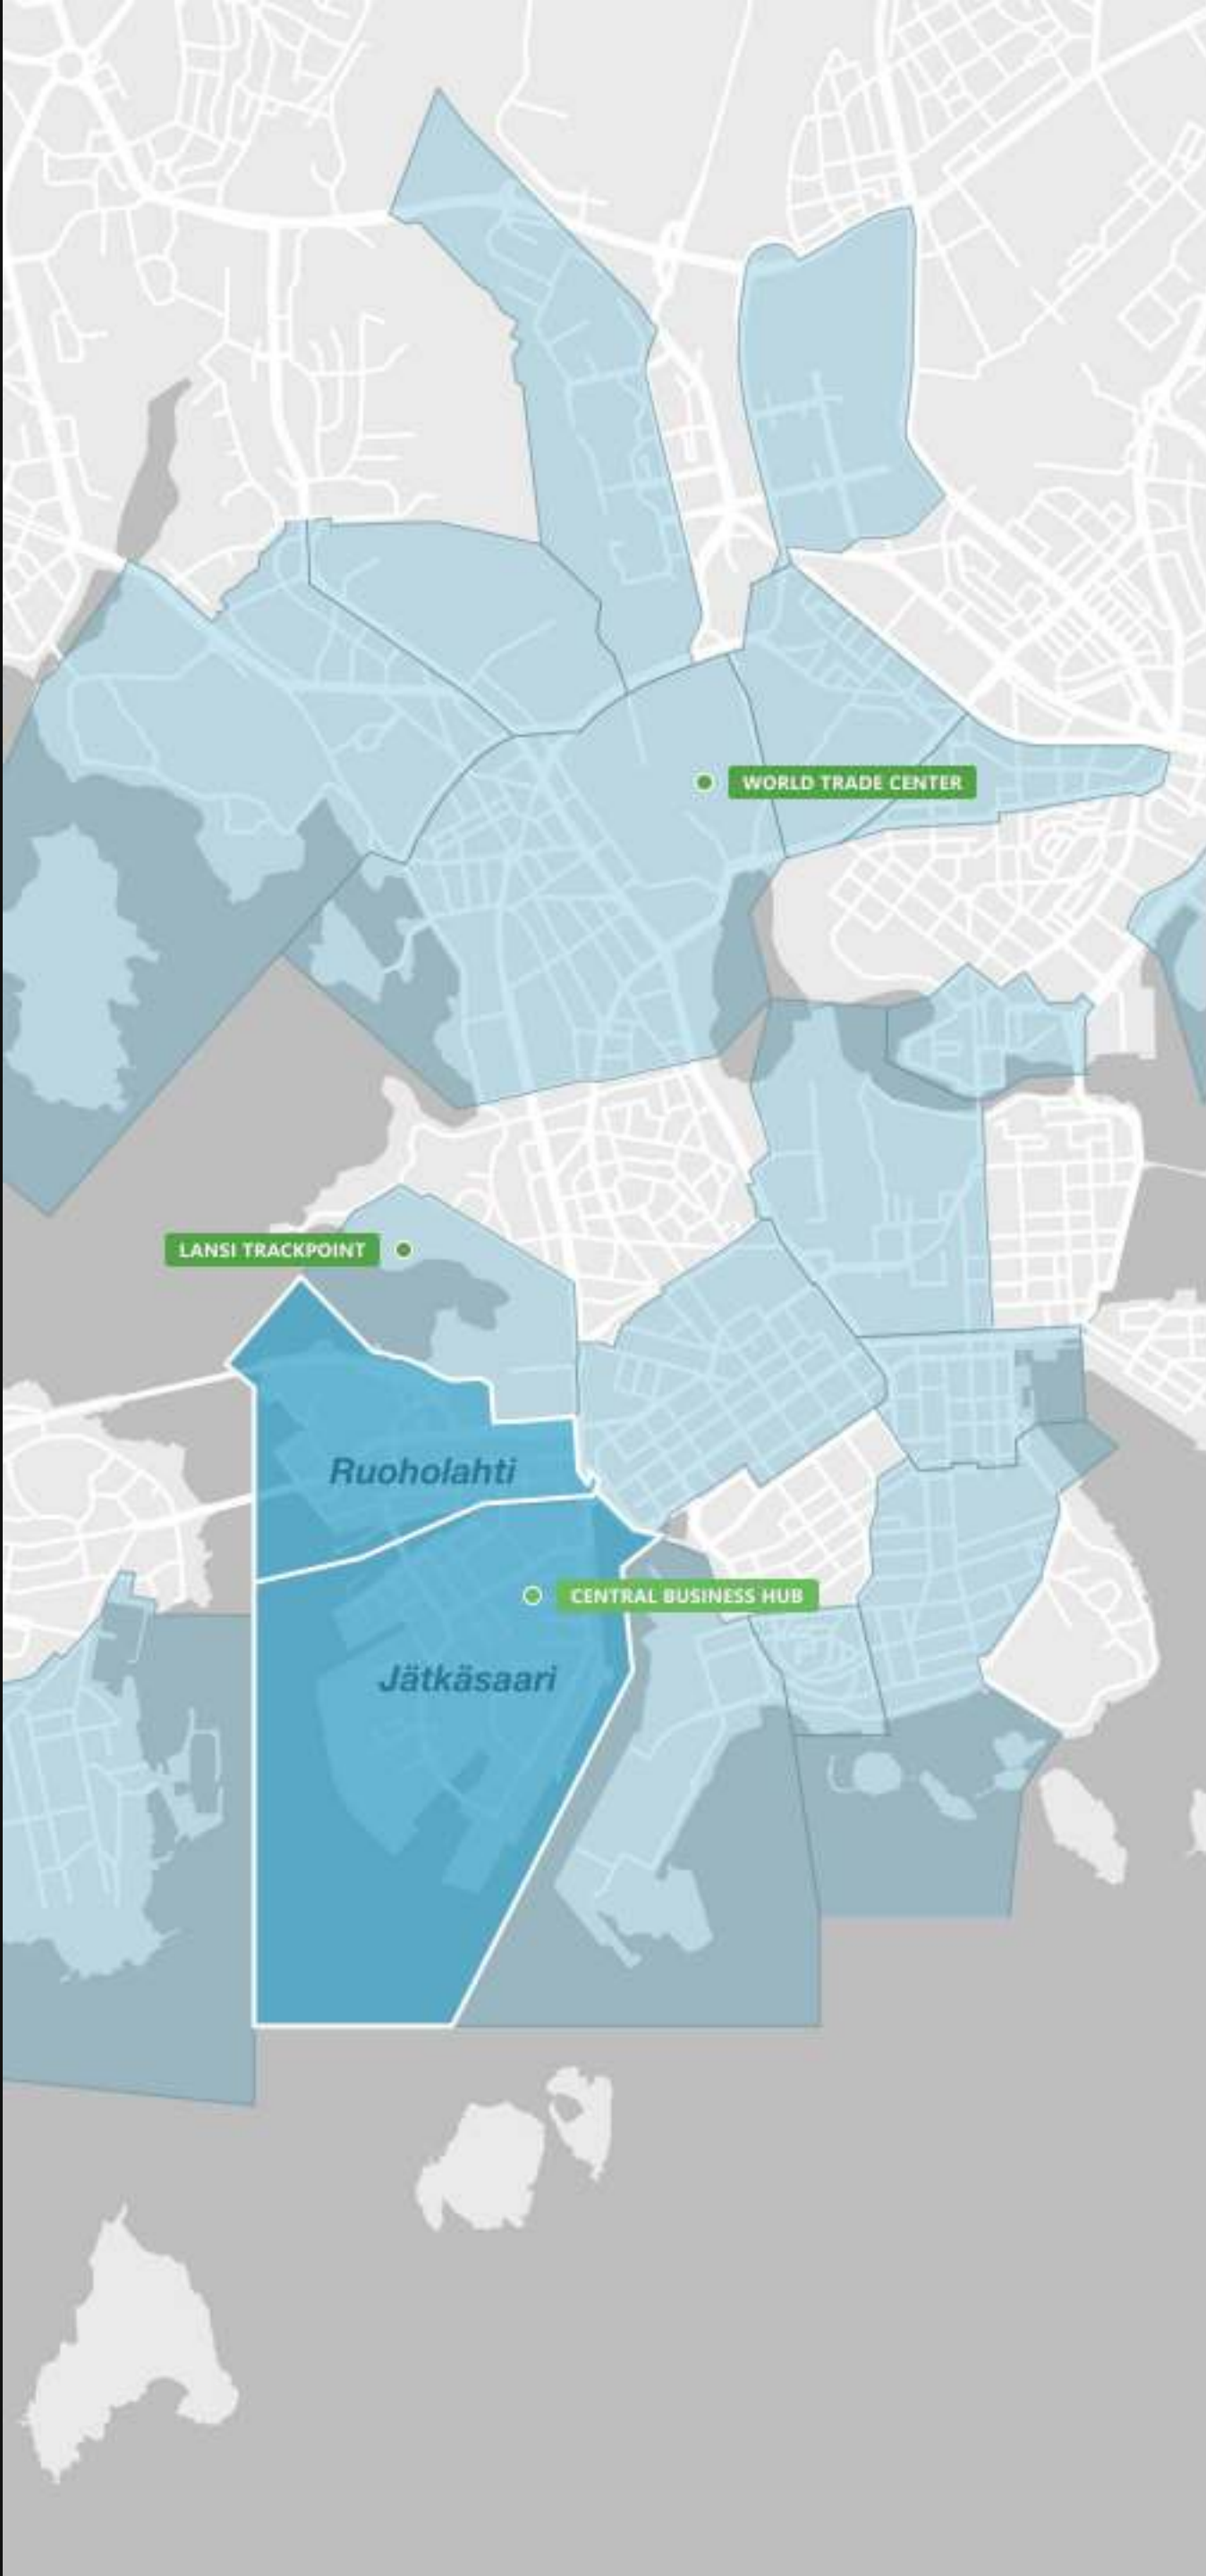 WORLD TRADE CENTER
LANSI TRACKPOINT
Ruoholahti
CENTRAL BUSINESS HUB
Jätkäsaari